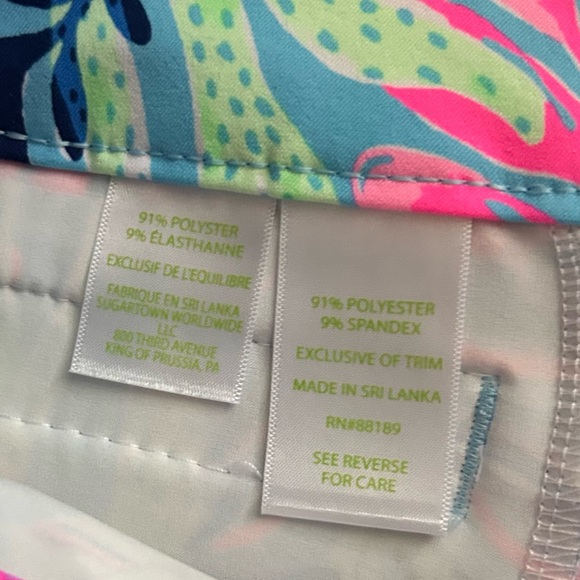 91% POLYSTER
9% ÉLASTHANNE
EXCLUSIF DE L'EQUILIBRE
FABRIQUE EN SRI LANKA
SUGARTOWN WORLDWIDE
LLC
800 THIRD AVENUE
KING OF PRUSSIA, PA
91% POLYESTER
9% SPANDEX
EXCLUSIVE OF TRIM
MADE IN SRI LANKA
RN#88189
SEE REVERSE
FOR CARE